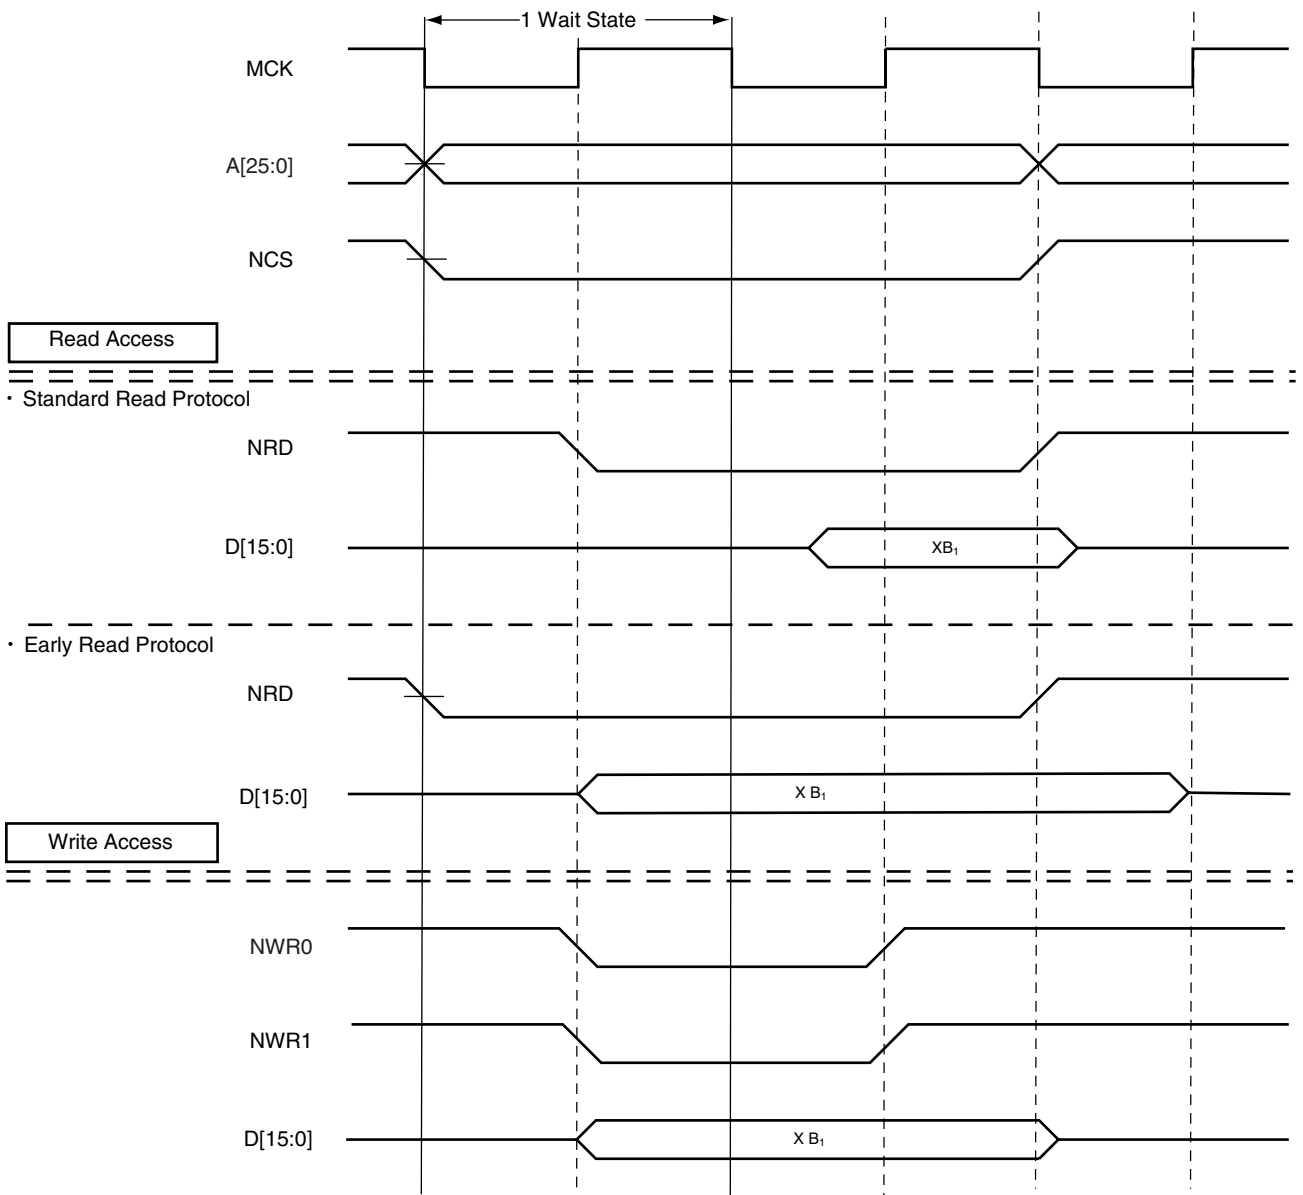 1 Wait State
MCK
A[25:0]
NCS
Read Access
· Standard Read Protocol
NRD
D[15:0]
XB₁
· Early Read Protocol
NRD
D[15:0]
X B₁
Write Access
NWR0
NWR1
D[15:0]
X B₁